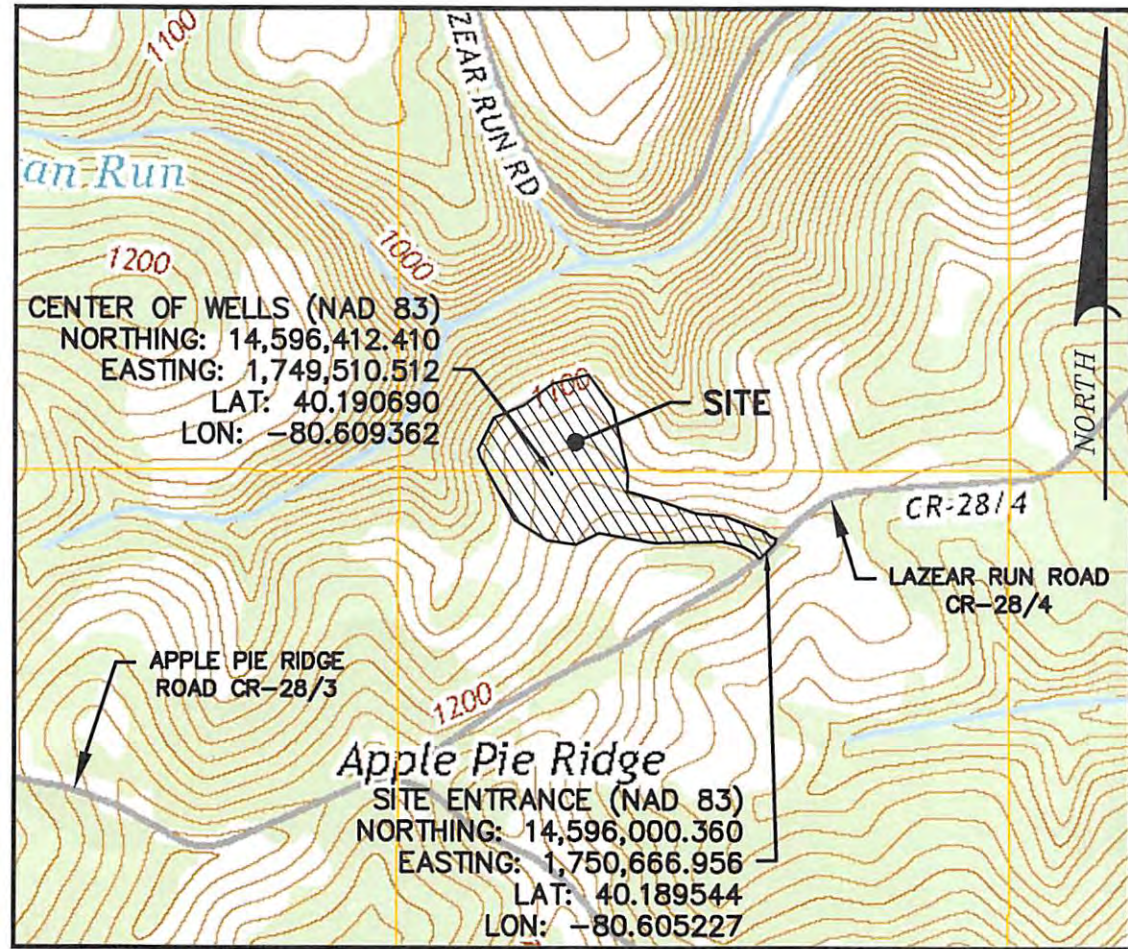 1100
ZEAR RUN RD
an Run
1200
1000
CENTER OF WELLS (NAD 83)
NORTHING: 14,596,412.410
EASTING: 1,749,510.512
LAT: 40.190690
LON: -80.609362
1100
SITE
NORTH
CR-28/4
LAZEAR RUN ROAD
CR-28/4
APPLE PIE RIDGE
ROAD CR-28/3
1200
Apple Pie Ridge
SITE ENTRANCE (NAD 83)
NORTHING: 14,596,000.360
EASTING: 1,750,666.956
LAT: 40.189544
LON: -80.605227